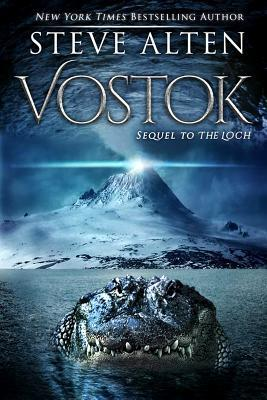 NEW YORK TIMES BESTSELLING AUTHOR
STEVE ALTEN
VOSTOK
SEQUEL TO THE LOCH